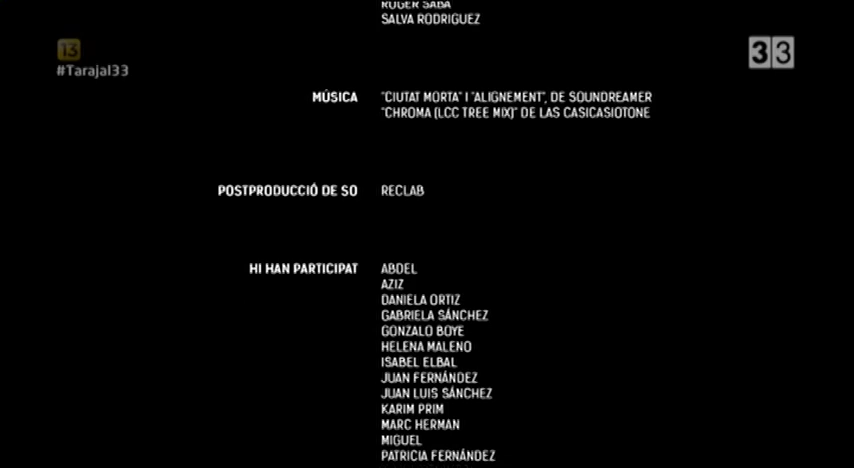 ROGER SABA
SALVA RODRIGUEZ
13
#Tarajal33
33
MÚSICA
"CIUTAT MORTA" I "ALIGNEMENT", DE SOUNDREAMER
"CHROMA (LCC TREE MIX)" DE LAS CASICASIOTONE
POSTPRODUCCIÓ DE SO
RECLAB
HI HAN PARTICIPAT
ABDEL
AZIZ
DANIELA ORTIZ
GABRIELA SÁNCHEZ
GONZALO BOYE
HELENA MALENO
ISABEL ELBAL
JUAN FERNÁNDEZ
JUAN LUIS SÁNCHEZ
KARIM PRIM
MARC HERMAN
MIGUEL
PATRICIA FERNÁNDEZ